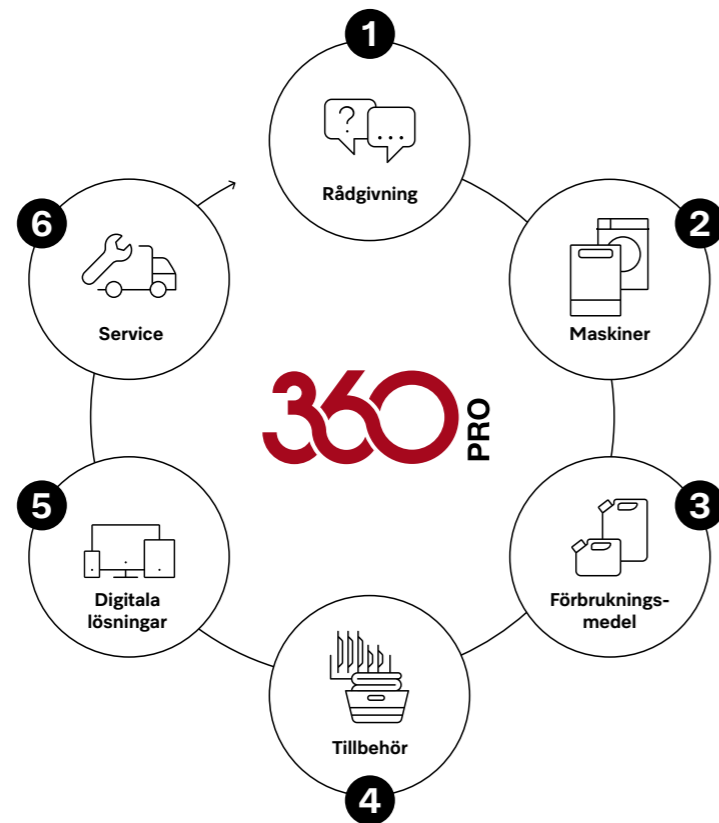 1
?
...
Rådgivning
2
Maskiner
3
Förbruknings-
medel
4
Tillbehör
5
Digitala
lösningar
6
Service
360
PRO